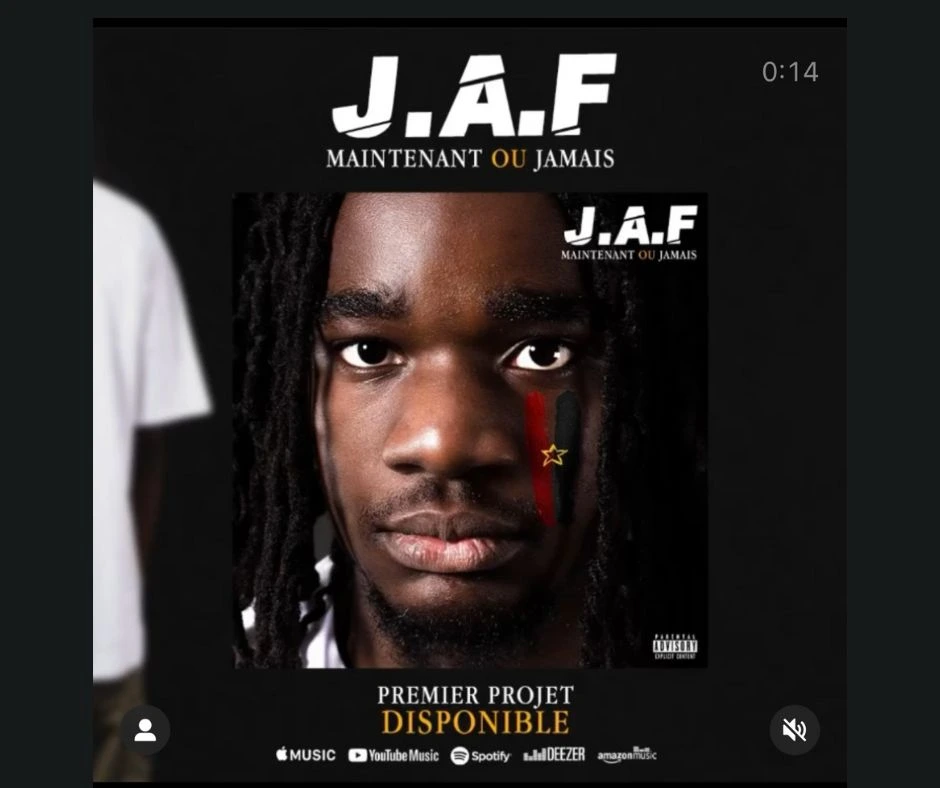 J.A.F
0:14
MAINTENANT OU JAMAIS
J.A.F
MAINTENANT OU JAMAIS
PARENTAL
ADVISORY
EXPLICIT CONTENT
PREMIER PROJET
DISPONIBLE
MUSIC YouTube Music Spotify DEEZER amazon music